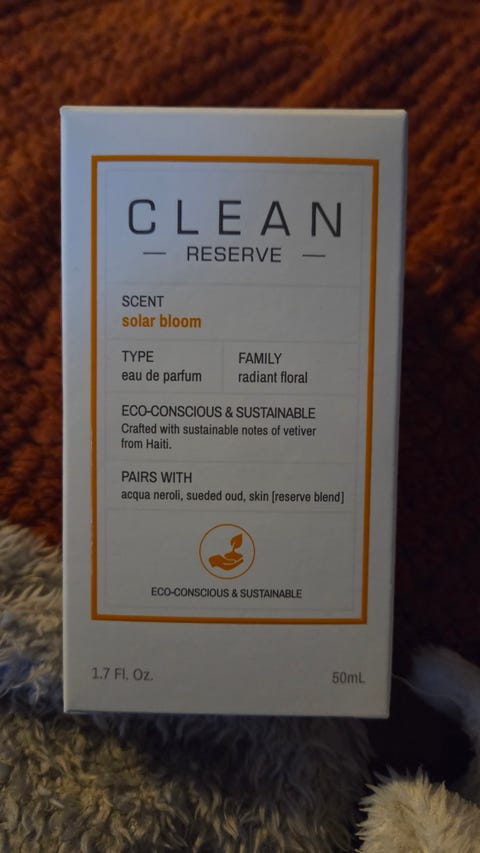 CLEAN
— RESERVE —
SCENT
solar bloom
TYPE
eau de parfum
FAMILY
radiant floral
ECO-CONSCIOUS & SUSTAINABLE
Crafted with sustainable notes of vetiver
from Haiti.
PAIRS WITH
acqua neroli, sueded oud, skin [reserve blend]
ECO-CONSCIOUS & SUSTAINABLE
1.7 Fl. Oz.
50mL